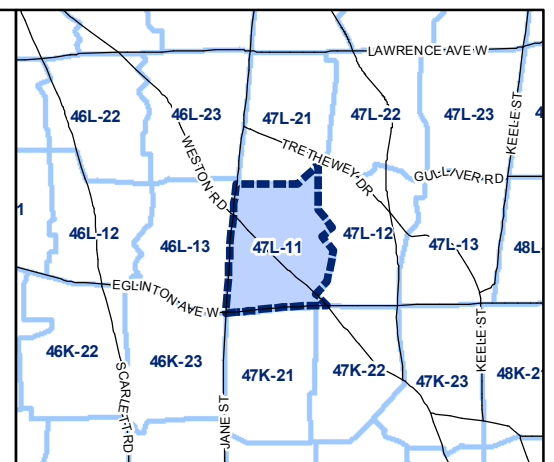 LAWRENCE AVE W
46L-22
46L-23
47L-21
47L-22
47L-23
4
KEELE ST
WESTON RD
TRETHEWEY DR
GULLIVER RD
1
46L-12
46L-13
47L-11
47L-12
47L-13
48L-
EGLINTON AVE W
46K-22
46K-23
47K-21
47K-22
47K-23
48K-2
KEELE ST
SCARLETT RD
JANE ST